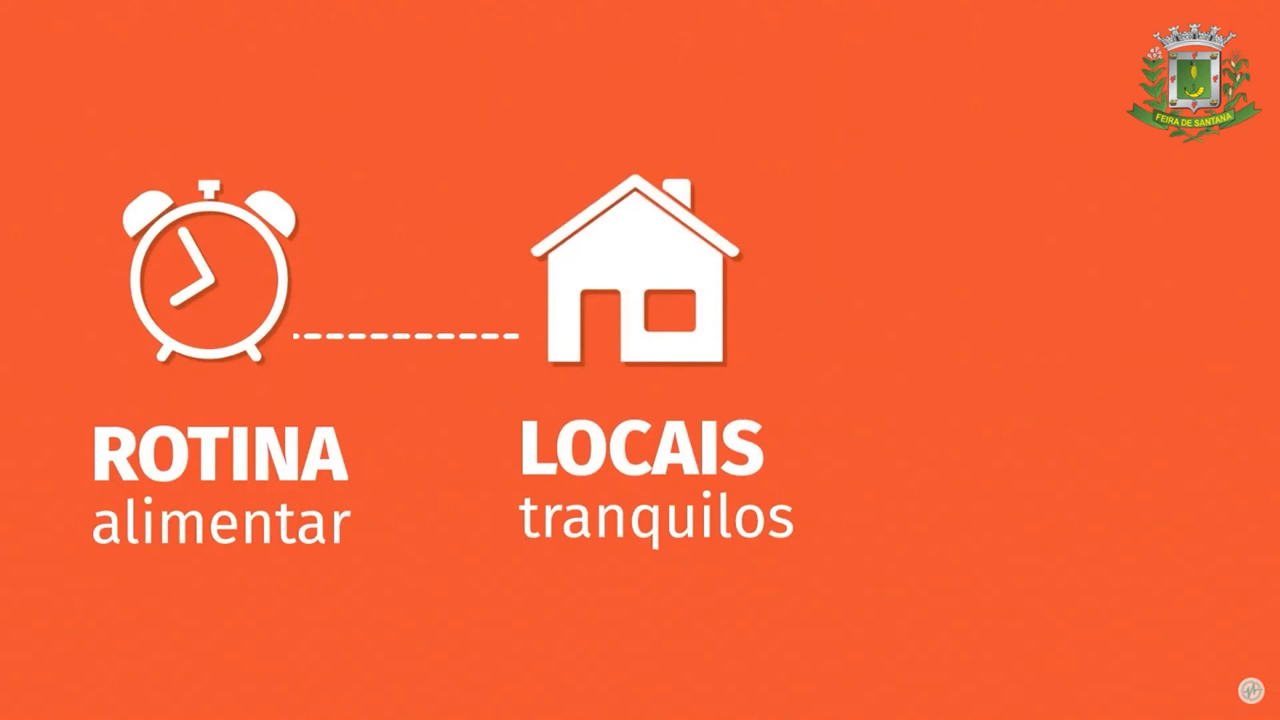 FEIRA DE SANTANA
ROTINA
alimentar
LOCAIS
tranquilos